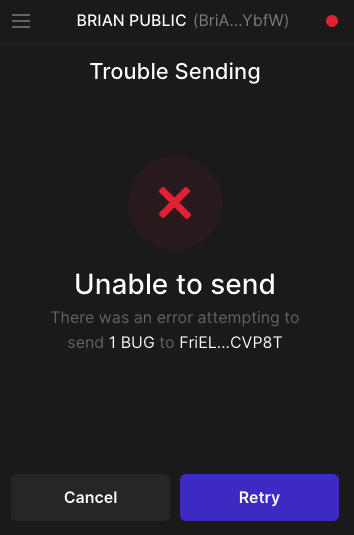 BRIAN PUBLIC (BriA...YbfW)
Trouble Sending
Unable to send
There was an error attempting to
send 1 BUG to FriEL...CVP8T
Cancel
Retry